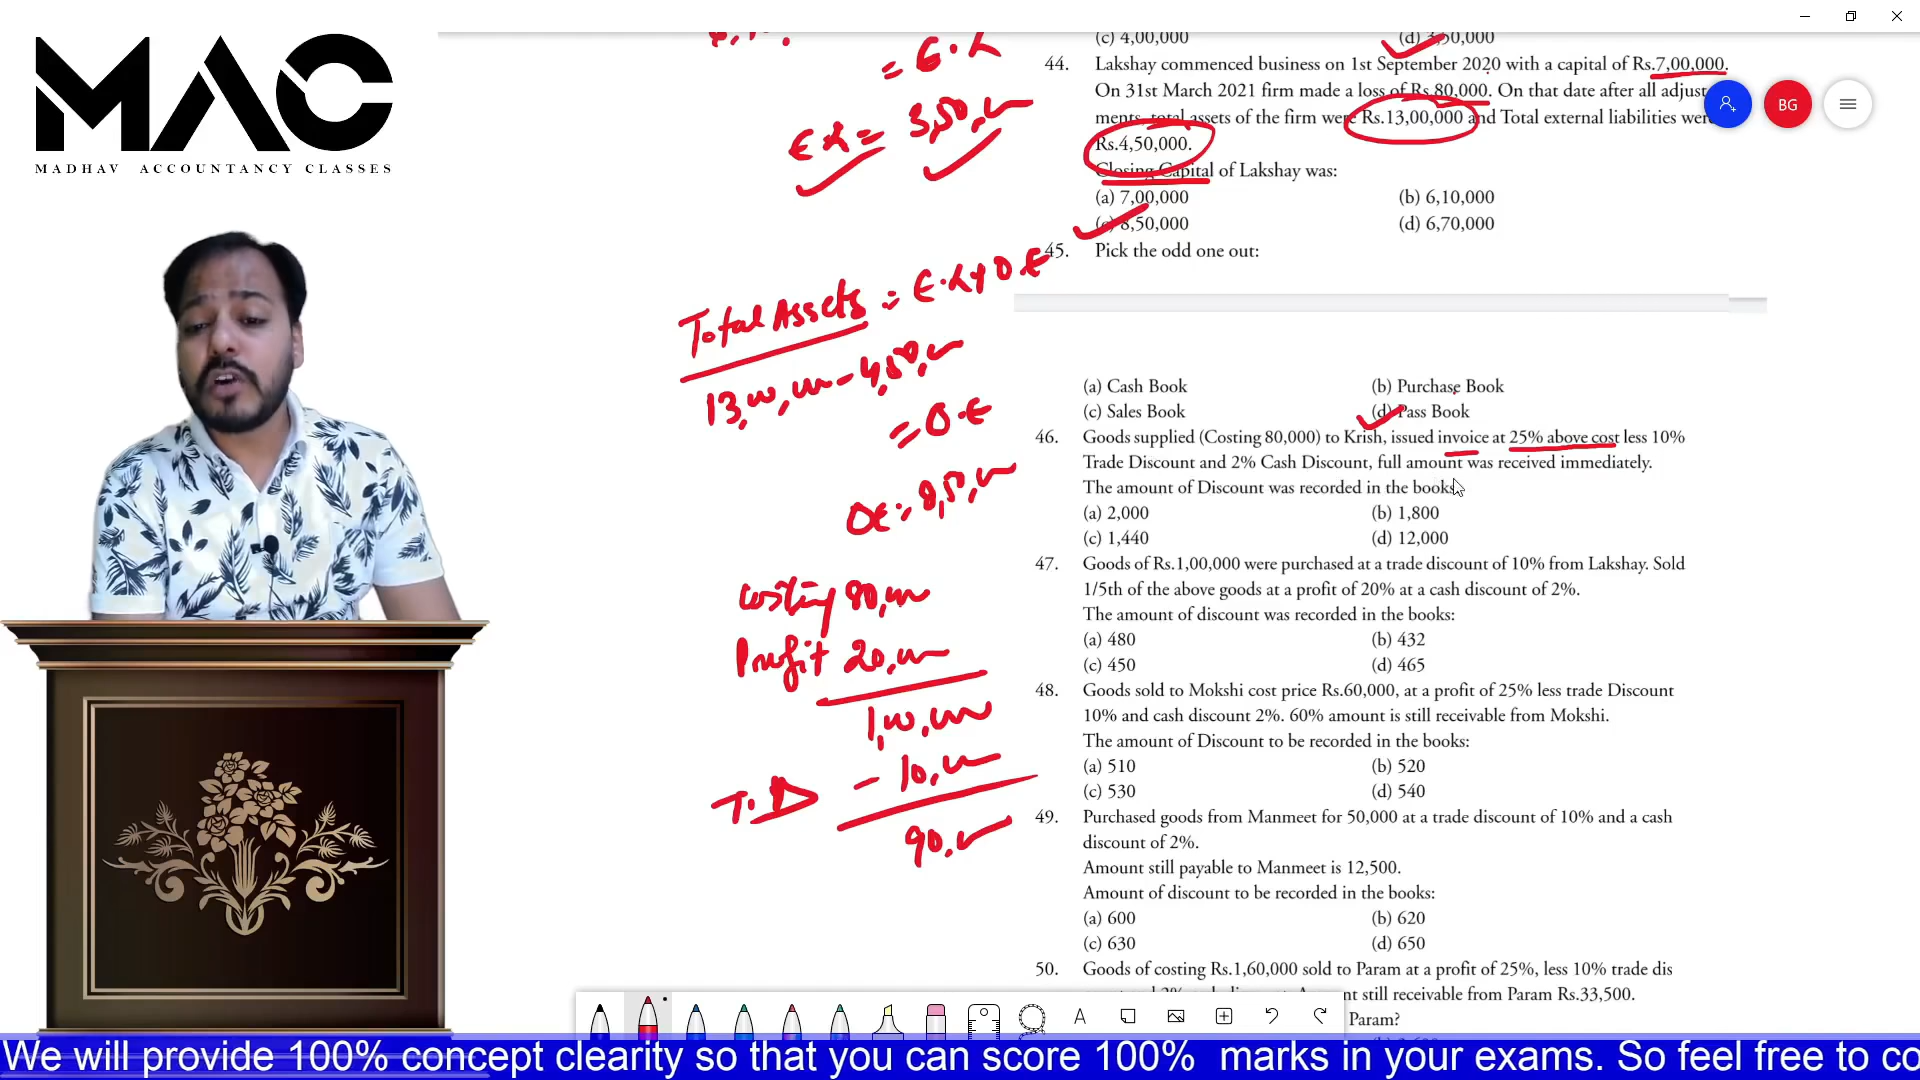 MAC
MADHAV ACCOUNTANCY CLASSES
BG
= E.L
E L = 3,50,
Total Assets = E.L + O.E
= O.E
OE = 8,50,
Costing 80,
Profit 20,
T.D - 10,
90,
(c) 4,00,000 (d) 3,50,000
44. Lakshay commenced business on 1st September 2020 with a capital of Rs.7,00,000.
On 31st March 2021 firm made a loss of Rs.80,000. On that date after all adjust
ments, total assets of the firm were Rs.13,00,000 and Total external liabilities wer
Rs.4,50,000.
Closing Capital of Lakshay was:
(a) 7,00,000 (b) 6,10,000
(c) 8,50,000 (d) 6,70,000
45. Pick the odd one out:
(a) Cash Book (b) Purchase Book
(c) Sales Book (d) Pass Book
46. Goods supplied (Costing 80,000) to Krish, issued invoice at 25% above cost less 10%
Trade Discount and 2% Cash Discount, full amount was received immediately.
The amount of Discount was recorded in the books:
(a) 2,000 (b) 1,800
(c) 1,440 (d) 12,000
47. Goods of Rs.1,00,000 were purchased at a trade discount of 10% from Lakshay. Sold
1/5th of the above goods at a profit of 20% at a cash discount of 2%.
The amount of discount was recorded in the books:
(a) 480 (b) 432
(c) 450 (d) 465
48. Goods sold to Mokshi cost price Rs.60,000, at a profit of 25% less trade Discount
10% and cash discount 2%. 60% amount is still receivable from Mokshi.
The amount of Discount to be recorded in the books:
(a) 510 (b) 520
(c) 530 (d) 540
49. Purchased goods from Manmeet for 50,000 at a trade discount of 10% and a cash
discount of 2%.
Amount still payable to Manmeet is 12,500.
Amount of discount to be recorded in the books:
(a) 600 (b) 620
(c) 630 (d) 650
50. Goods of costing Rs.1,60,000 sold to Param at a profit of 25%, less 10% trade dis
nt still receivable from Param Rs.33,500.
Param?
We will provide 100% concept clarity so that you can score 100% marks in your exams. So feel free to co